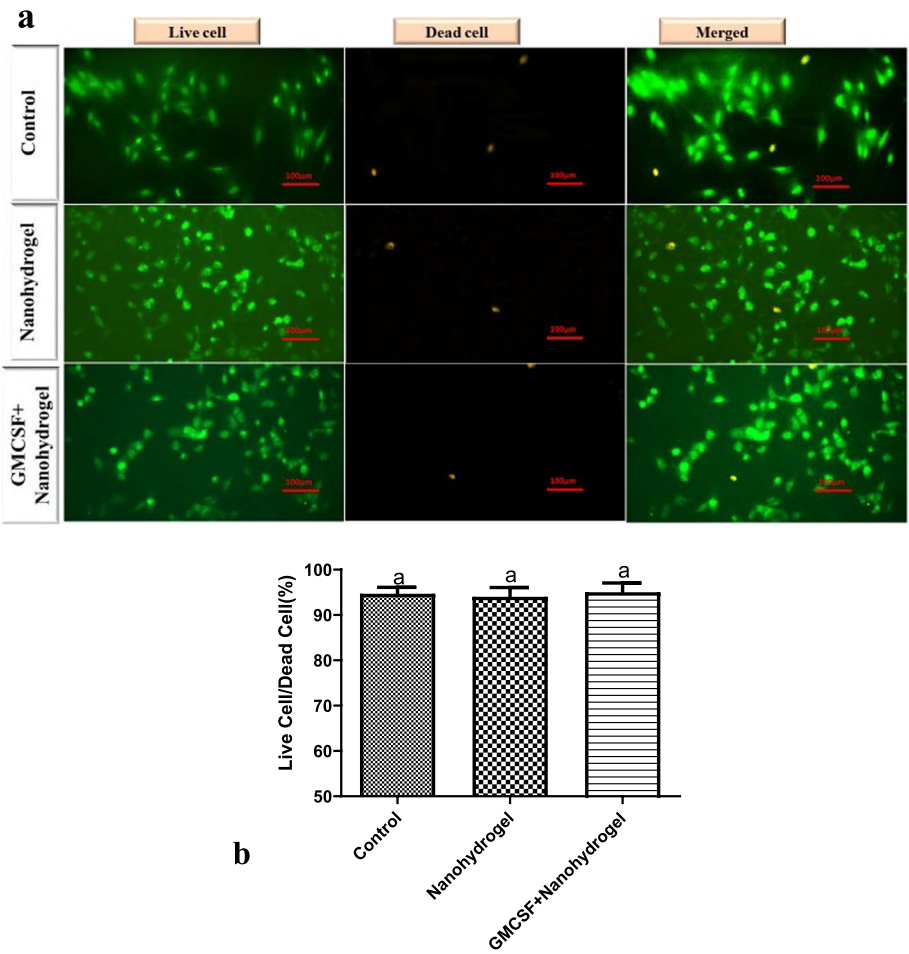 a
Live cell
Dead cell
Merged
Control
100µm
100µm
100µm
Nanohydrogel
100µm
100µm
100µm
GMCSF+
Nanohydrogel
100µm
100µm
100µm
Live Cell/Dead Cell(%)
100
90
80
70
60
50
a
a
a
Control
Nanohydrogel
GMCSF+Nanohydrogel
b